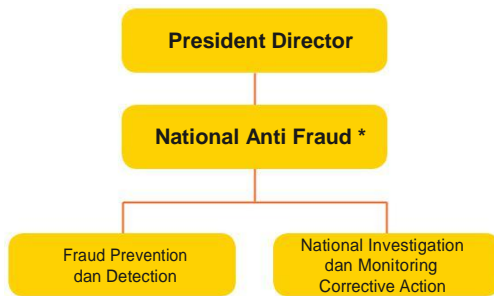 President Director
National Anti Fraud *
Fraud Prevention
dan Detection
National Investigation
dan Monitoring
Corrective Action